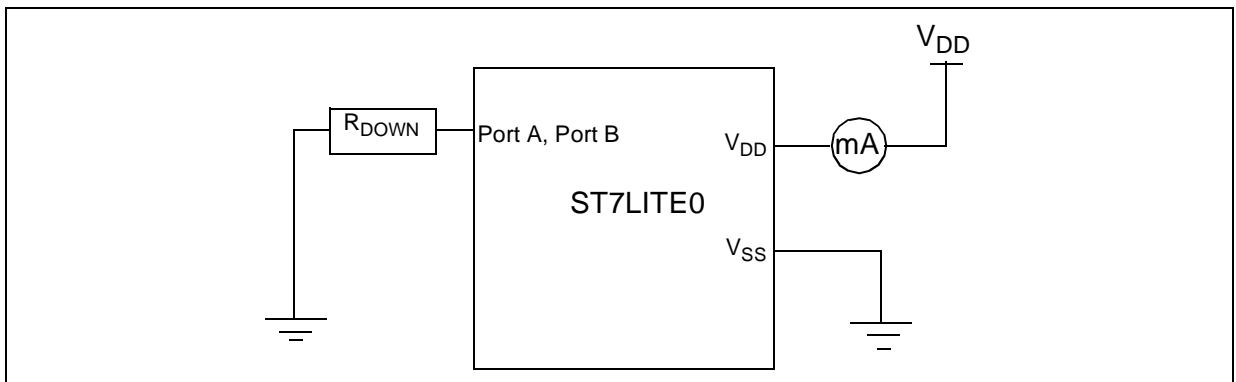 VDD
RDOWN
Port A, Port B
VDD
mA
ST7LITE0
VSS